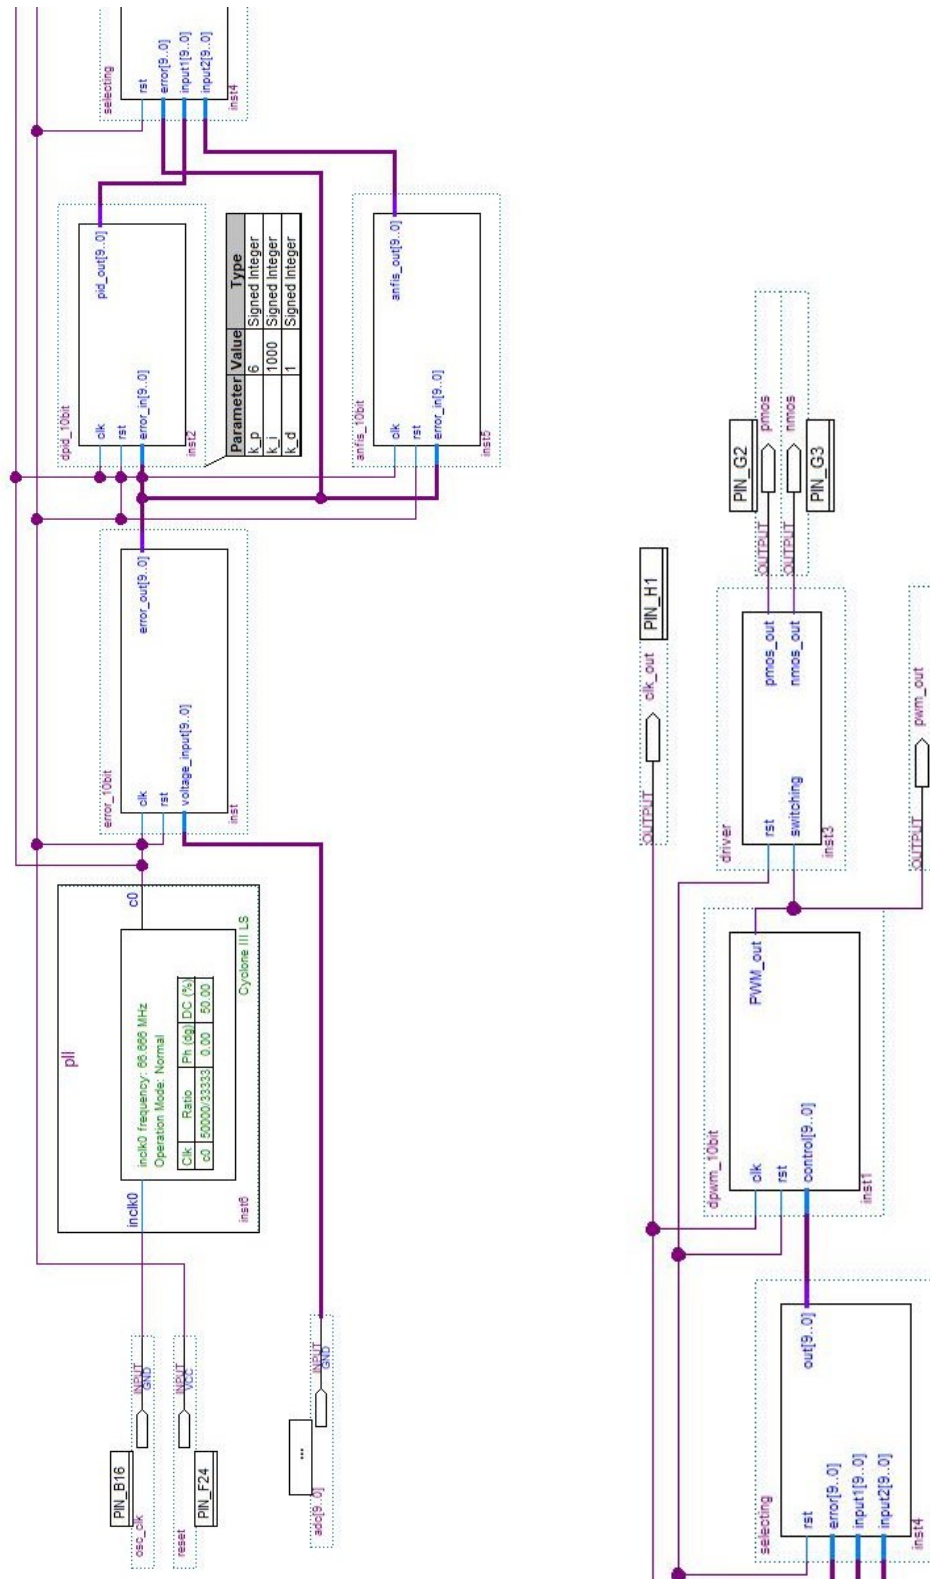 PIN_B16
osc_clk
INPUT
GND
reset
PIN_F24
INPUT
VCC
...
adc[9..0]
INPUT
GND
pll
inclk0
c0
inclk0 frequency: 66.666 MHz
Operation Mode: Normal
Clk Ratio Ph (dg) DC (%)
c0 50000/33333 0.00 50.00
inst6
Cyclone III LS
error_10bit
clk
rst
voltage_input[9..0]
error_out[9..0]
inst
dpid_10bit
clk
rst
error_in[9..0]
pid_out[9..0]
inst2
Parameter Value Type
k_p 6 Signed Integer
k_i 1000 Signed Integer
k_d 1 Signed Integer
anfis_10bit
clk
rst
error_in[9..0]
anfis_out[9..0]
inst5
selecting
rst
error[9..0]
input1[9..0]
input2[9..0]
inst4
selecting
rst
error[9..0]
input1[9..0]
input2[9..0]
out[9..0]
inst4
dpwm_10bit
clk
rst
control[9..0]
PWM_out
inst1
driver
rst
switching
pmos_out
nmos_out
inst3
OUTPUT
clk_out
PIN_H1
OUTPUT
pmos
PIN_G2
OUTPUT
nmos
PIN_G3
OUTPUT
pwm_out